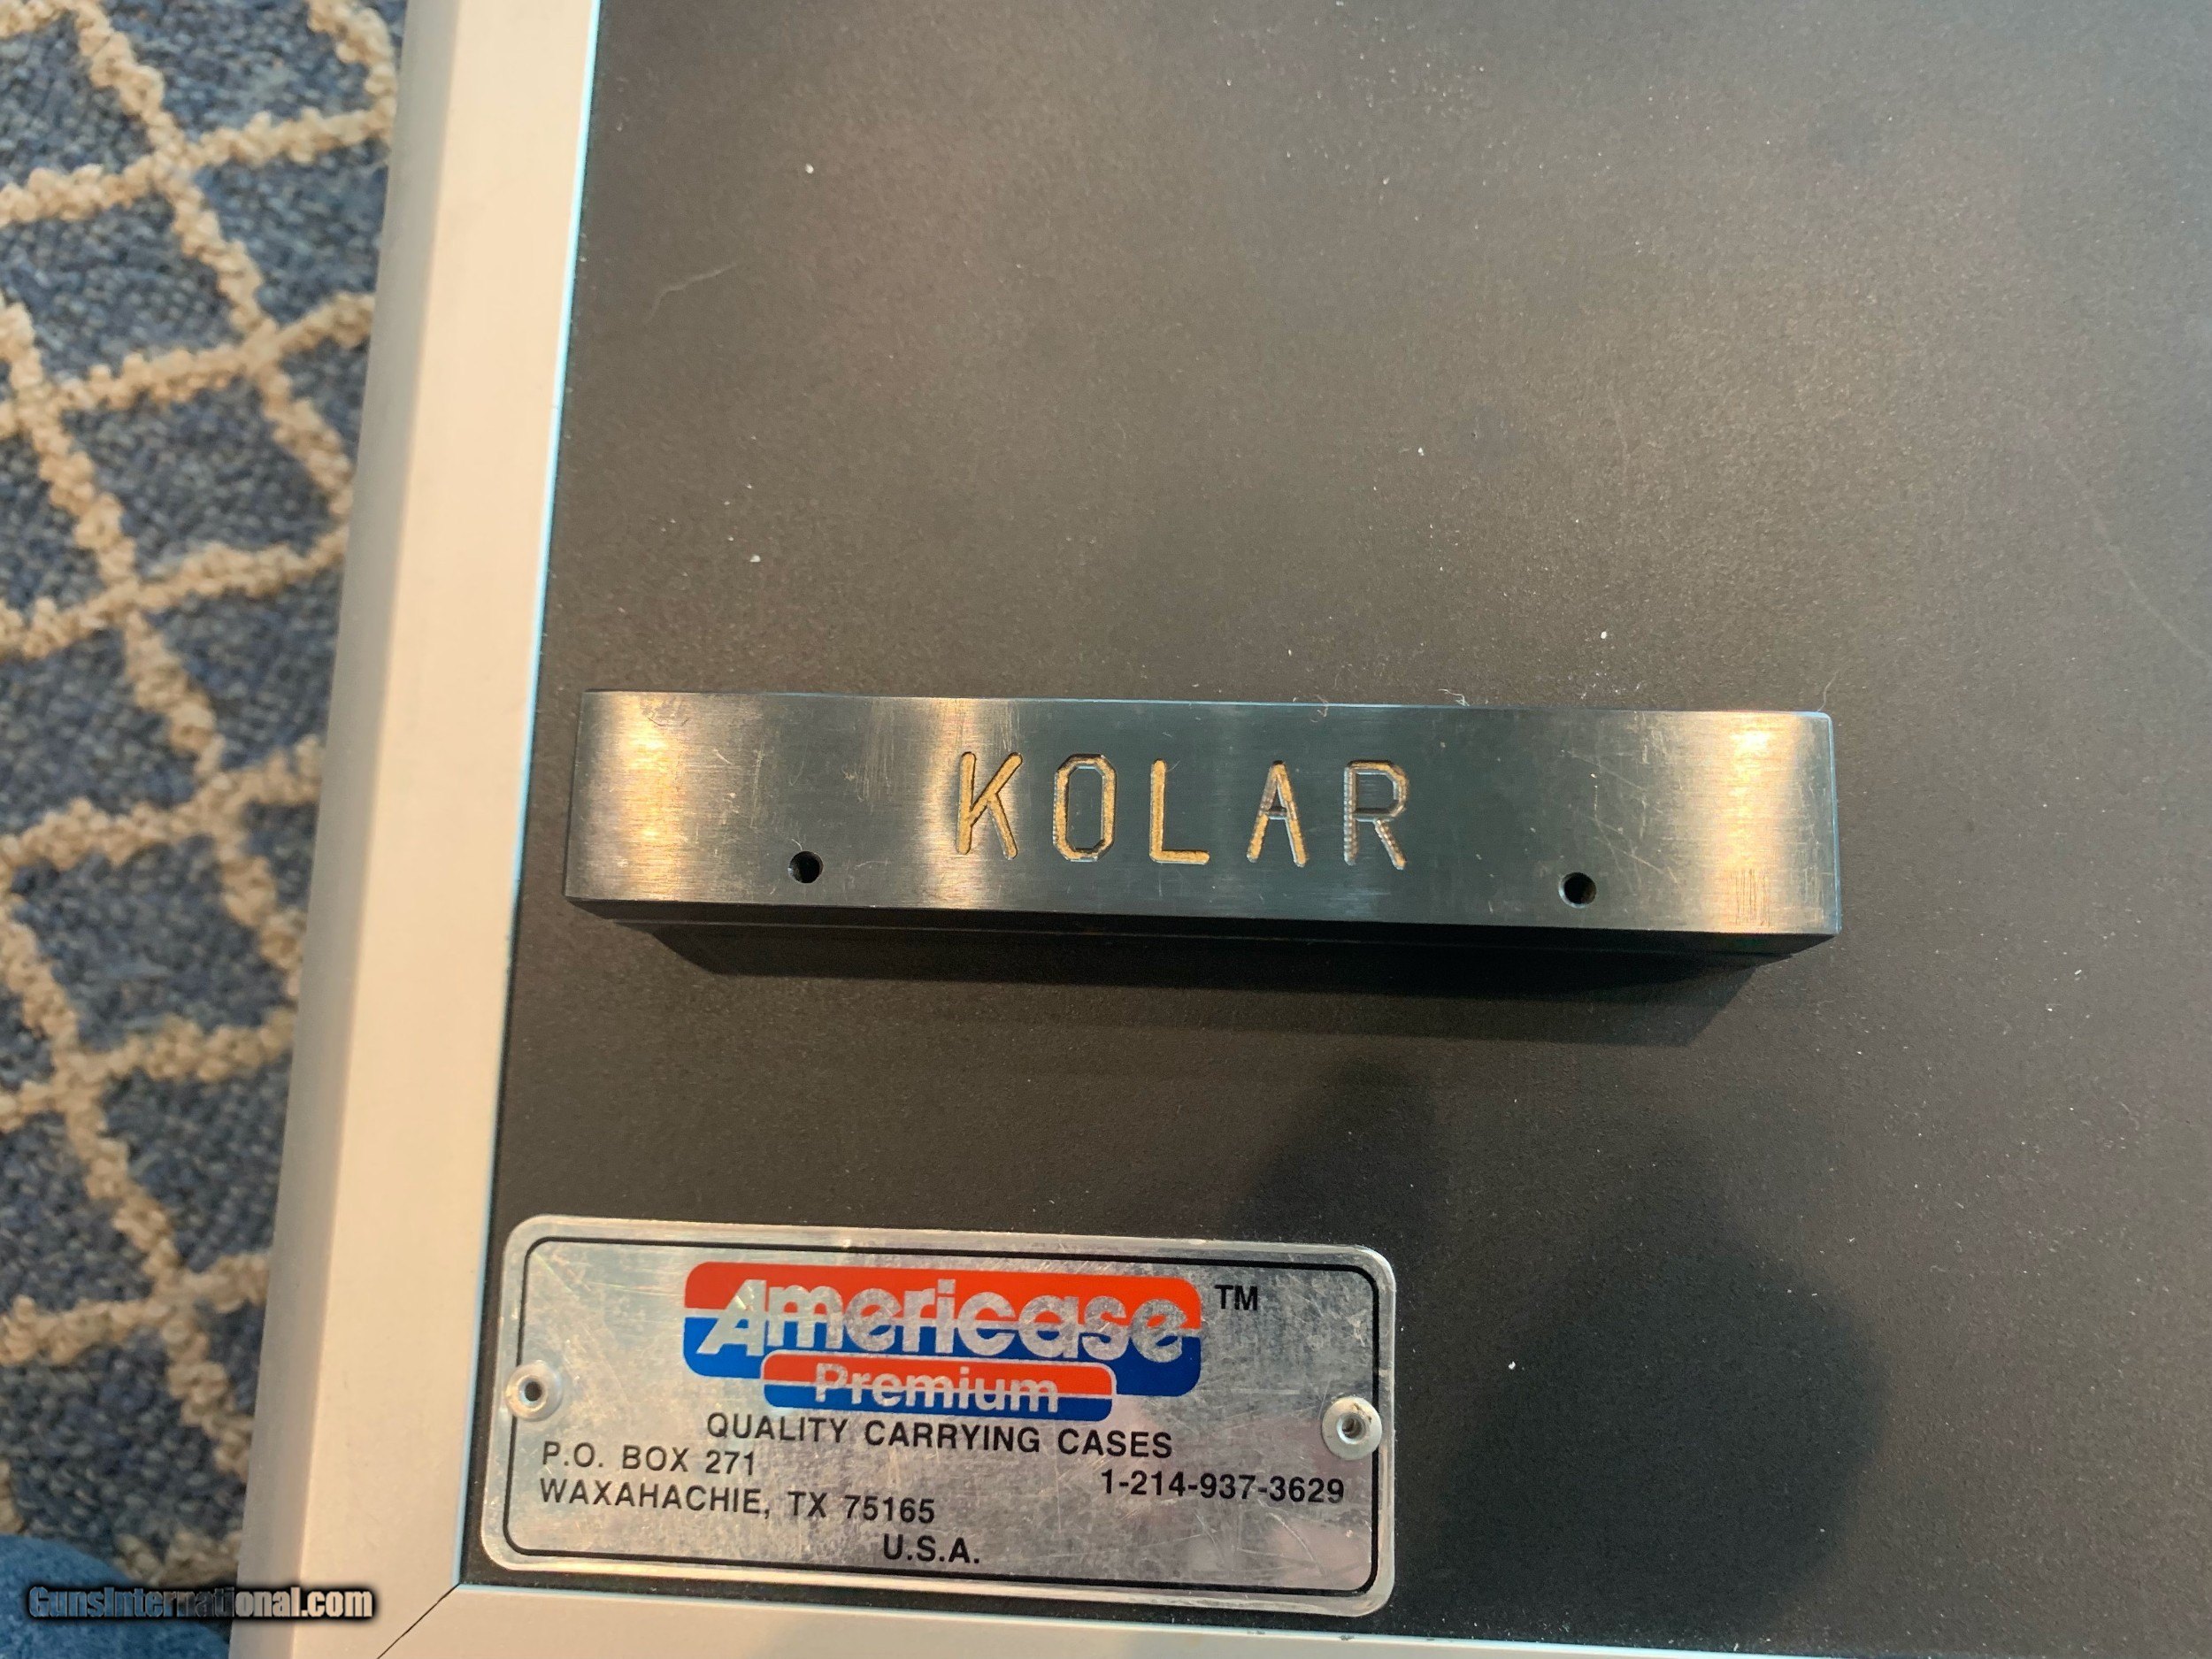 KOLAR
Americase TM
Premium
QUALITY CARRYING CASES
P.O. BOX 271
1-214-937-3629
WAXAHACHIE, TX 75165
U.S.A.
GunsInternational.com